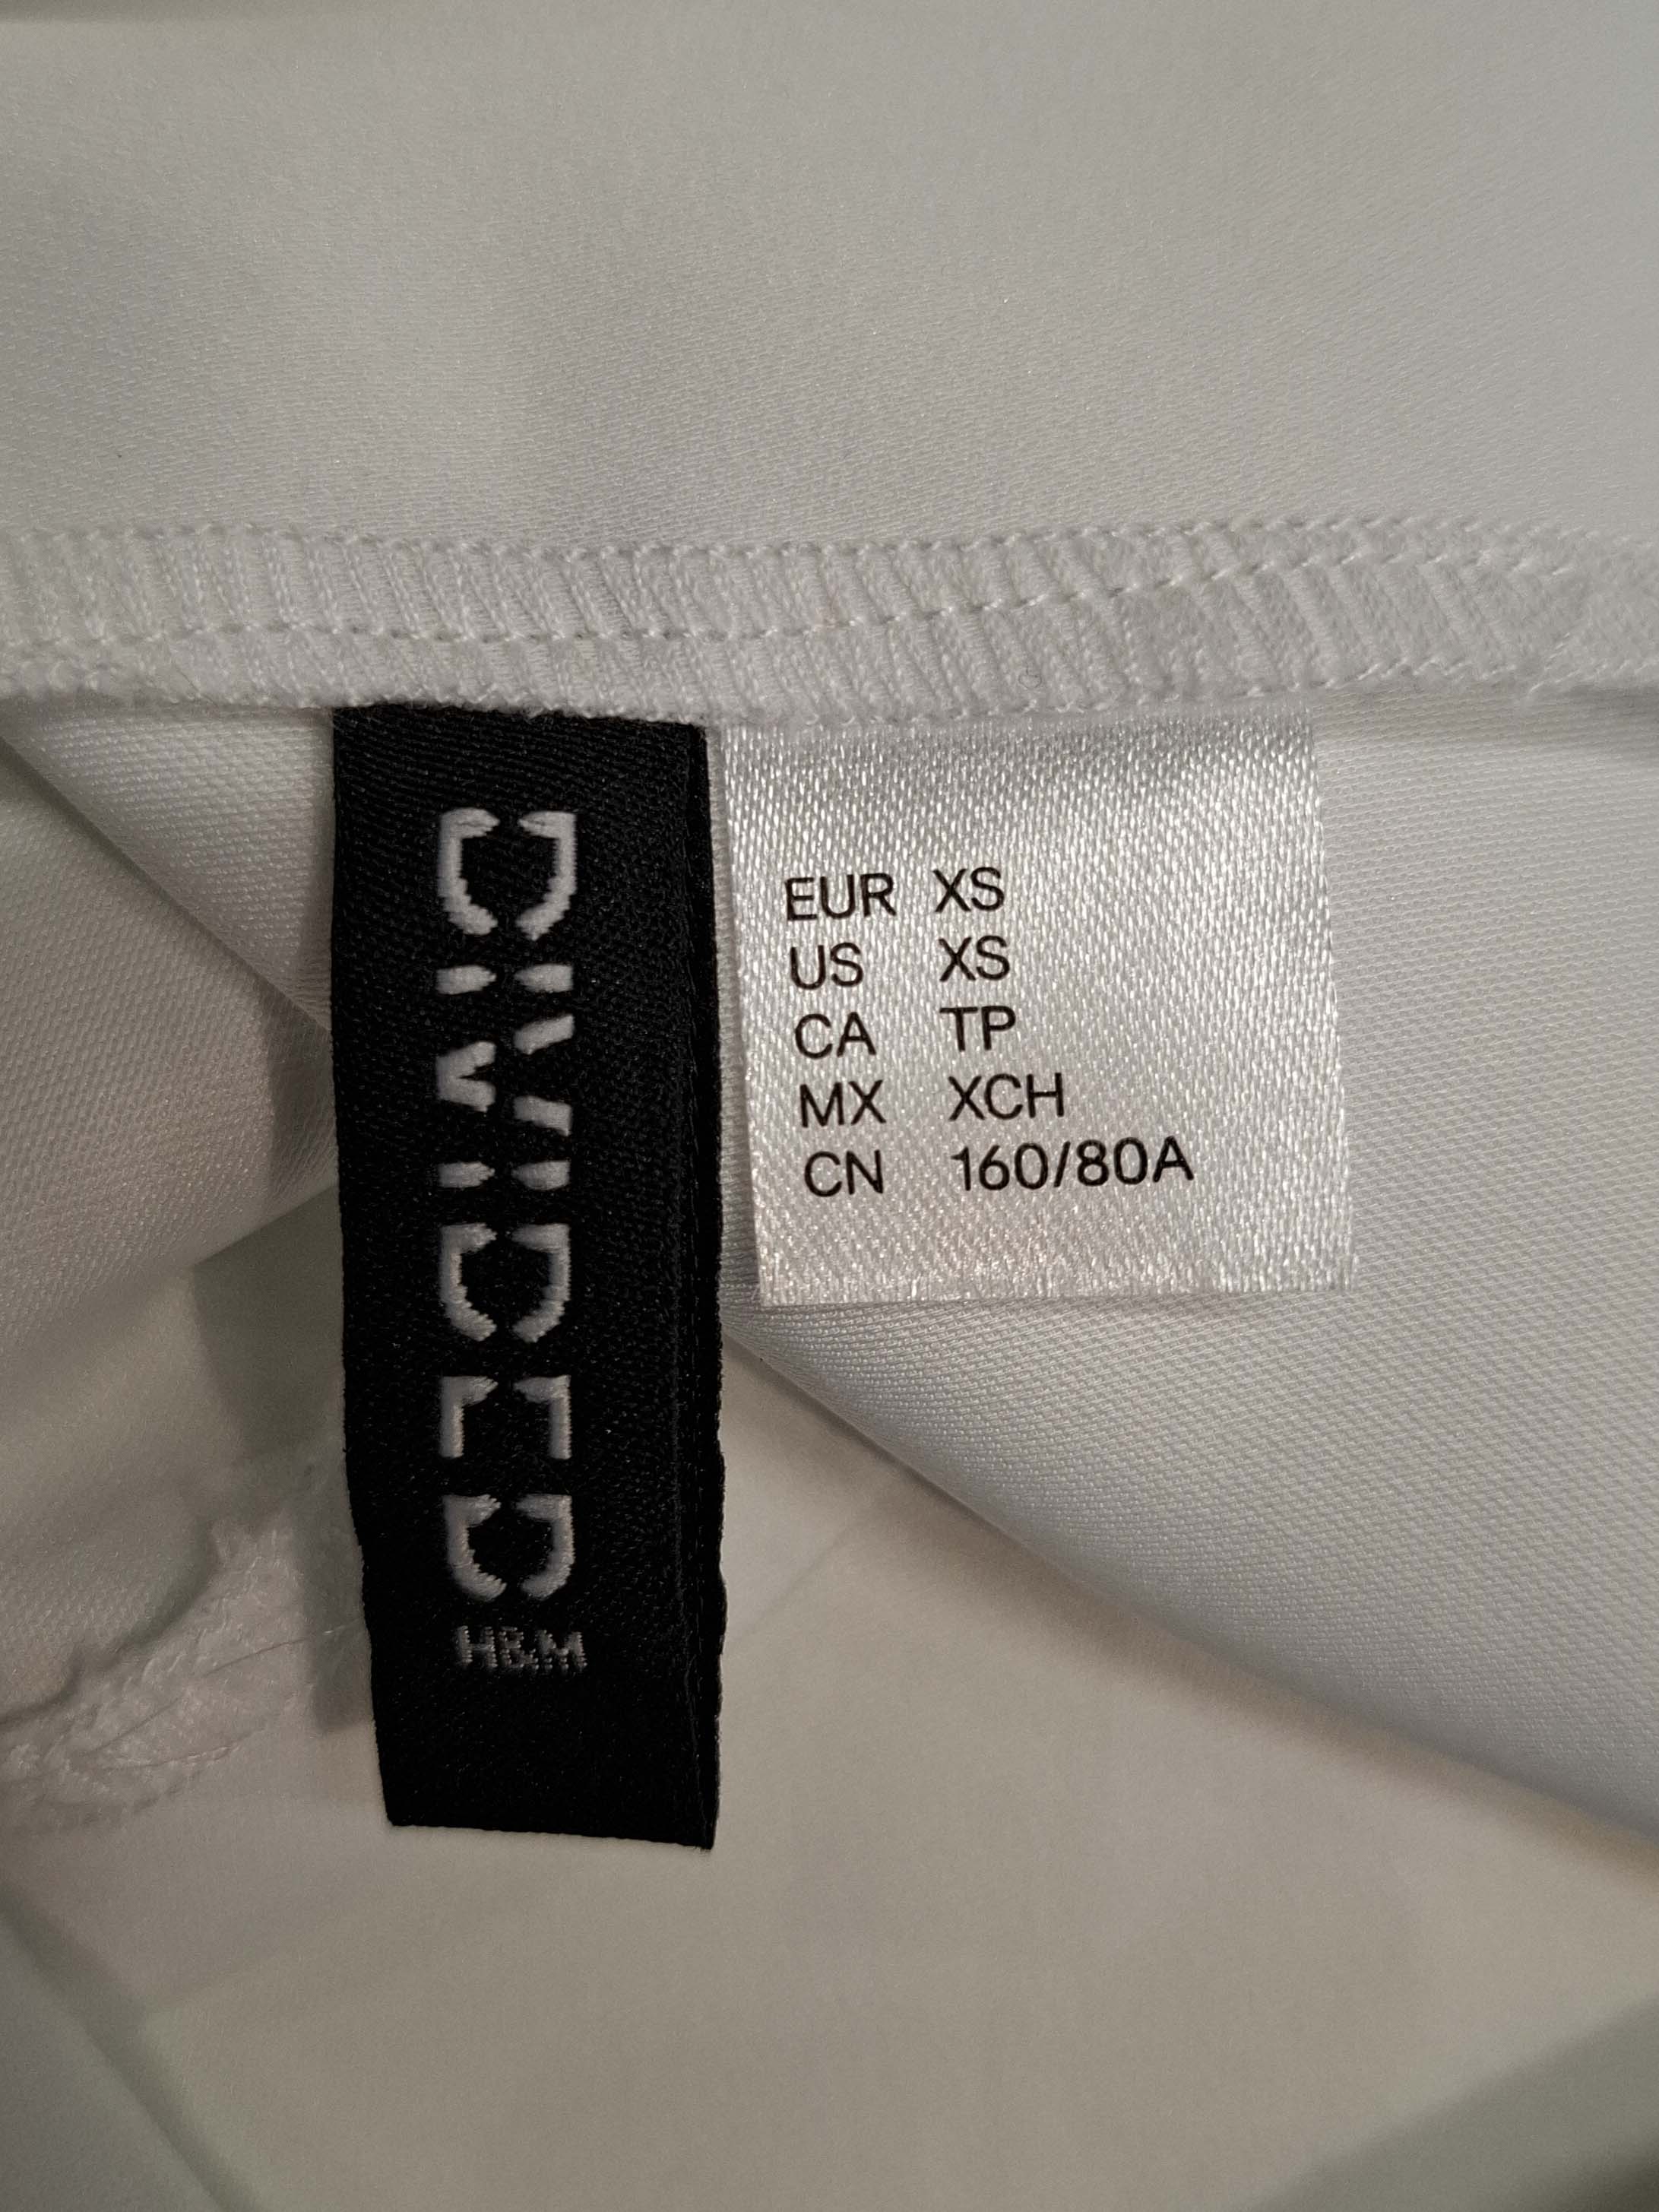 DIVIDED
H&M
EUR XS
US XS
CA TP
MX XCH
CN 160/80A